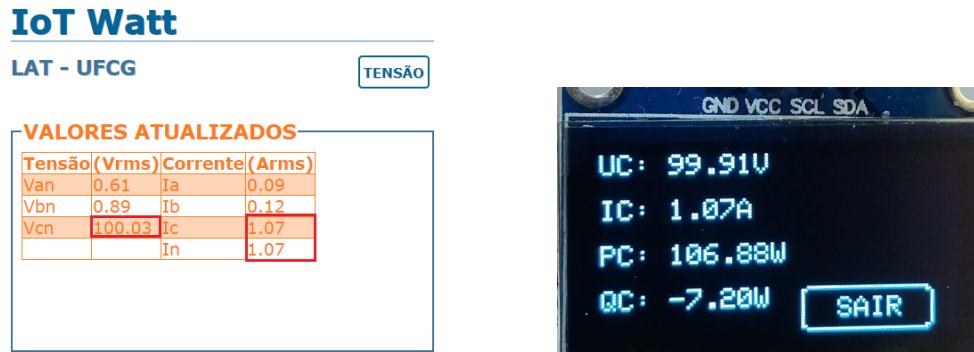 IoT Watt
LAT - UFCG
TENSÃO
VALORES ATUALIZADOS
Tensão (Vrms) Corrente (Arms)
Van 0.61 Ia 0.09
Vbn 0.89 Ib 0.12
Vcn 100.03 Ic 1.07
In 1.07
GND VCC SCL SDA
UC: 99.91V
IC: 1.07A
PC: 106.88W
QC: -7.20W
SAIR